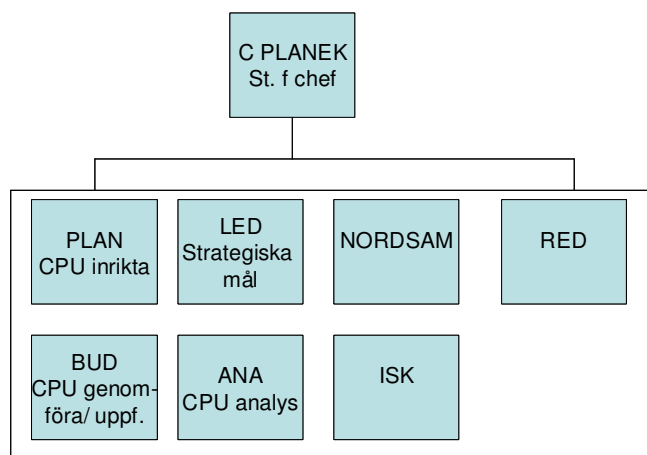 C PLANEK
St. f chef
PLAN
CPU inrikta
LED
Strategiska
mål
NORDSAM
RED
BUD
CPU genom-
föra/ uppf.
ANA
CPU analys
ISK